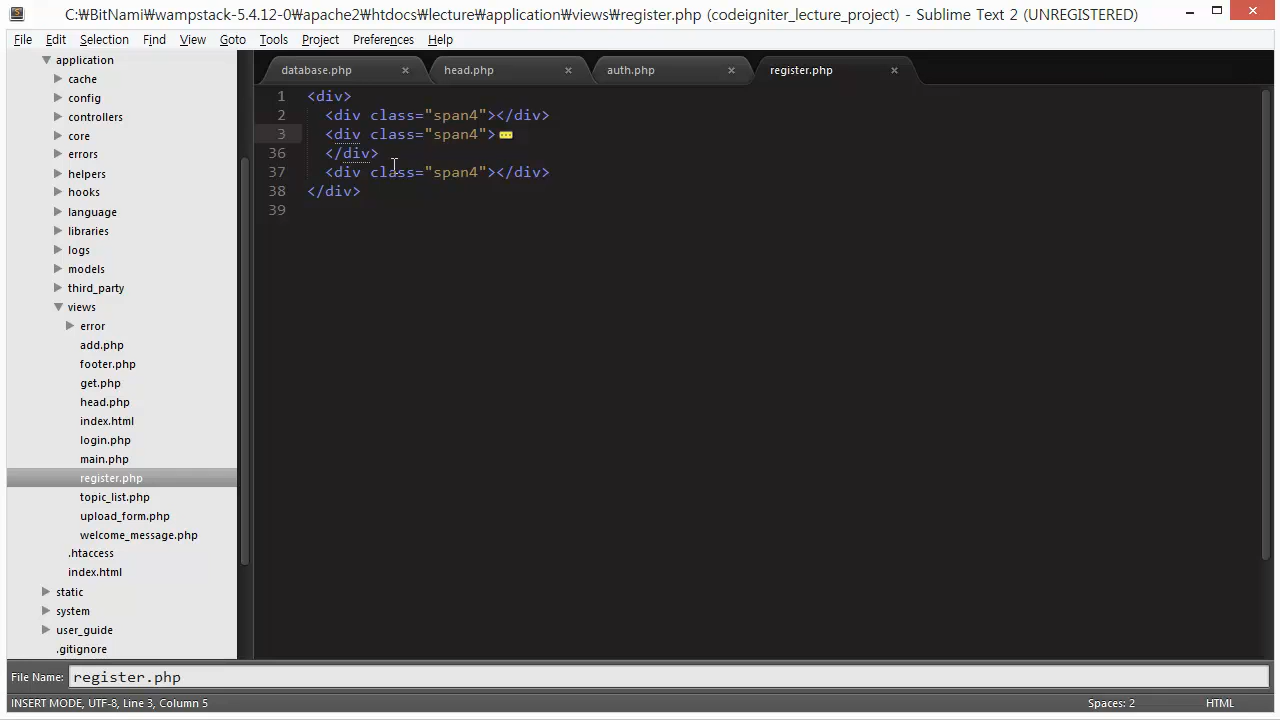 C:₩BitNami₩wampstack-5.4.12-0₩apache2₩htdocs₩lecture₩application₩views₩register.php (codeigniter_lecture_project) - Sublime Text 2 (UNREGISTERED)
File Edit Selection Find View Goto Tools Project Preferences Help
application
cache
config
controllers
core
errors
helpers
hooks
language
libraries
logs
models
third_party
views
error
add.php
footer.php
get.php
head.php
index.html
login.php
main.php
register.php
topic_list.php
upload_form.php
welcome_message.php
.htaccess
index.html
static
system
user_guide
.gitignore
database.php head.php auth.php register.php
1 <div>
2 <div class="span4"></div>
3 <div class="span4">
36 </div>
37 <div class="span4"></div>
38 </div>
39
File Name: register.php
INSERT MODE, UTF-8, Line 3, Column 5 Spaces: 2 HTML